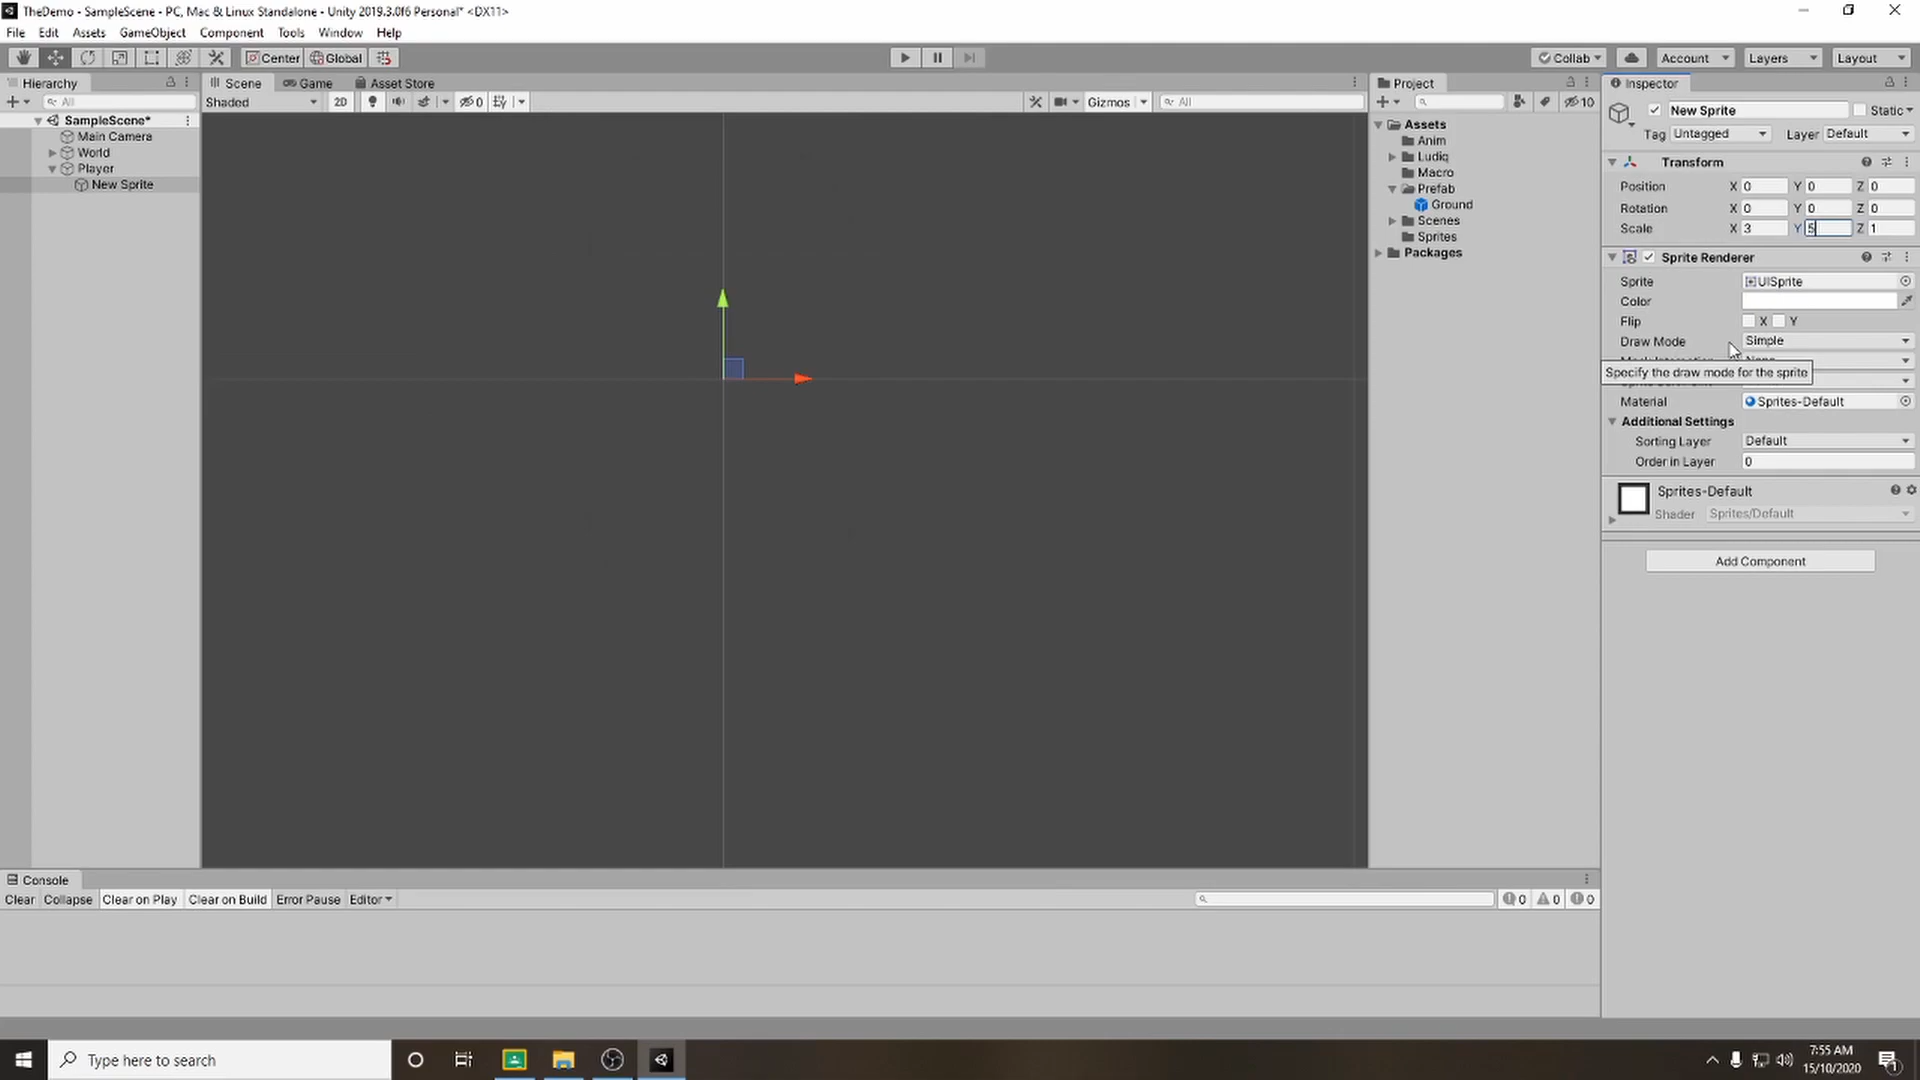 TheDemo - SampleScene - PC, Mac & Linux Standalone - Unity 2019.3.0f6 Personal* <DX11>
File Edit Assets GameObject Component Tools Window Help
Center Global Collab Account Layers Layout
Hierarchy
All
SampleScene*
Main Camera
World
Player
New Sprite
Scene Game Asset Store
Shaded 2D 0 Gizmos All
Project
10
Assets
Anim
Ludiq
Macro
Prefab
Ground
Scenes
Sprites
Packages
Inspector
New Sprite Static
Tag Untagged Layer Default
Transform
Position X 0 Y 0 Z 0
Rotation X 0 Y 0 Z 0
Scale X 3 Y 5 Z 1
Sprite Renderer
Sprite UISprite
Color
Flip X Y
Draw Mode Simple
Specify the draw mode for the sprite
Material Sprites-Default
Additional Settings
Sorting Layer Default
Order in Layer 0
Sprites-Default
Shader Sprites/Default
Add Component
Console
Clear Collapse Clear on Play Clear on Build Error Pause Editor 0 0 0
Type here to search
7:55 AM
15/10/2020
1